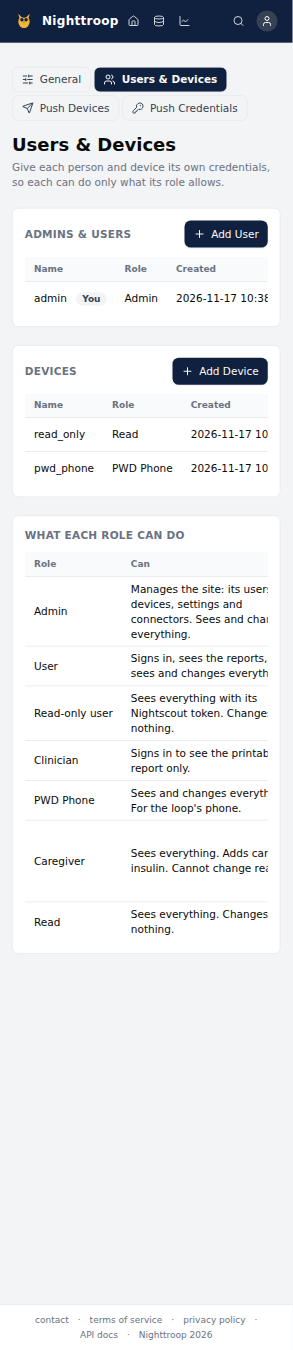 Nighttroop
General
Users & Devices
Push Devices
Push Credentials
Users & Devices
Give each person and device its own credentials,
so each can do only what its role allows.
ADMINS & USERS
Add User
Name Role Created
admin You Admin 2026-11-17 10:38
DEVICES
Add Device
Name Role Created
read_only Read 2026-11-17 10
pwd_phone PWD Phone 2026-11-17 10
WHAT EACH ROLE CAN DO
Role Can
Admin
Manages the site: its users
devices, settings and
connectors. Sees and
everything.
User
Signs in, sees the reports,
sees and changes
Read-only user
Sees everything with its
Nightscout token.
nothing.
Clinician
Signs in to see the
report only.
PWD Phone
Sees and changes
For the loop's phone.
Caregiver
Sees everything. Adds
insulin. Cannot change
Read
Sees everything. Changes
nothing.
contact · terms of service · privacy policy ·
API docs · Nighttroop 2026